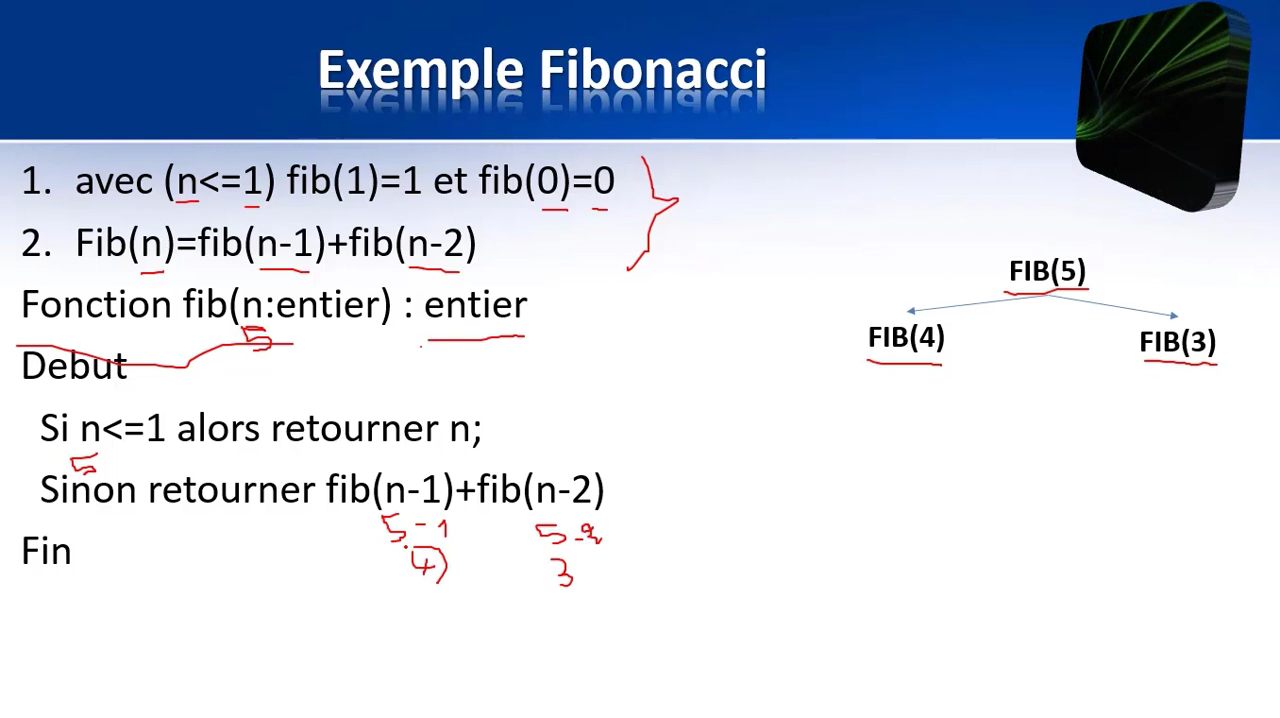 Exemple Fibonacci
1. avec (n<=1) fib(1)=1 et fib(0)=0
2. Fib(n)=fib(n-1)+fib(n-2)
Fonction fib(n:entier) : entier
5
Debut
Si n<=1 alors retourner n;
5
Sinon retourner fib(n-1)+fib(n-2)
5-1 5-2
4) 3
Fin
FIB(5)
FIB(4) FIB(3)